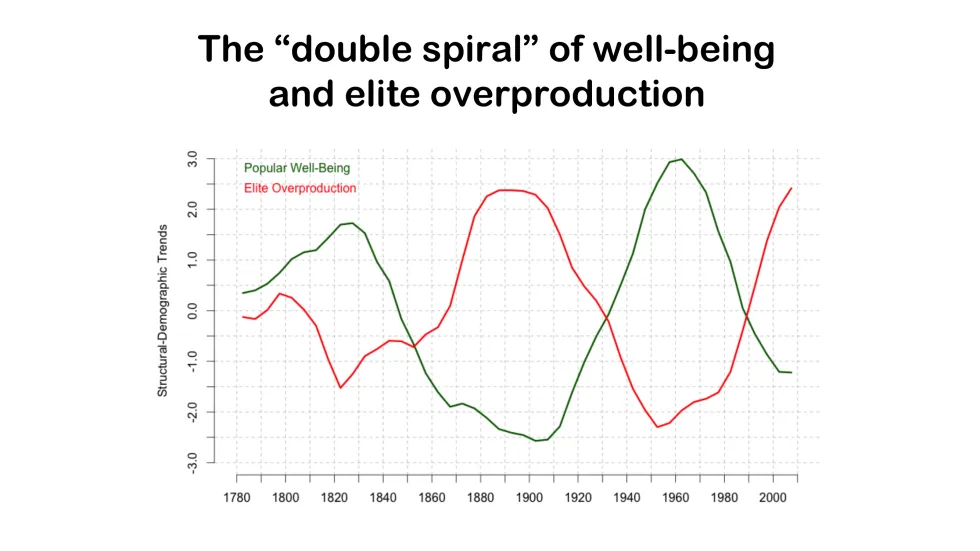 The “double spiral” of well-being
and elite overproduction
Popular Well-Being
Elite Overproduction
Structural-Demographic Trends
3.0
2.0
1.0
0.0
-1.0
-2.0
-3.0
1780 1800 1820 1840 1860 1880 1900 1920 1940 1960 1980 2000